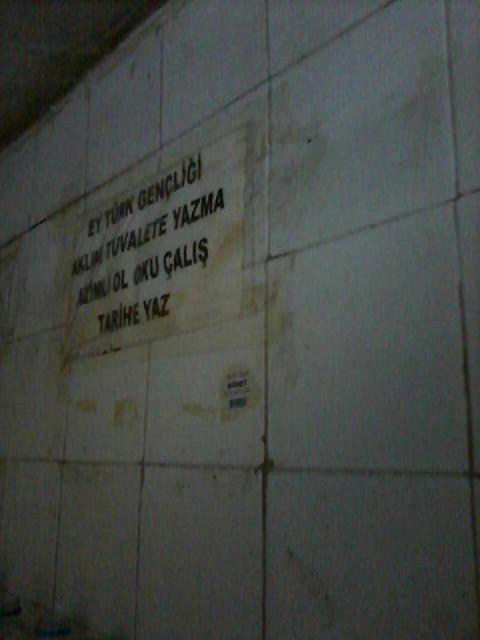 EY TÜRK GENÇLİĞİ
AKLINI TUVALETE YAZMA
AZİMLİ OL OKU ÇALIŞ
TARİHE YAZ